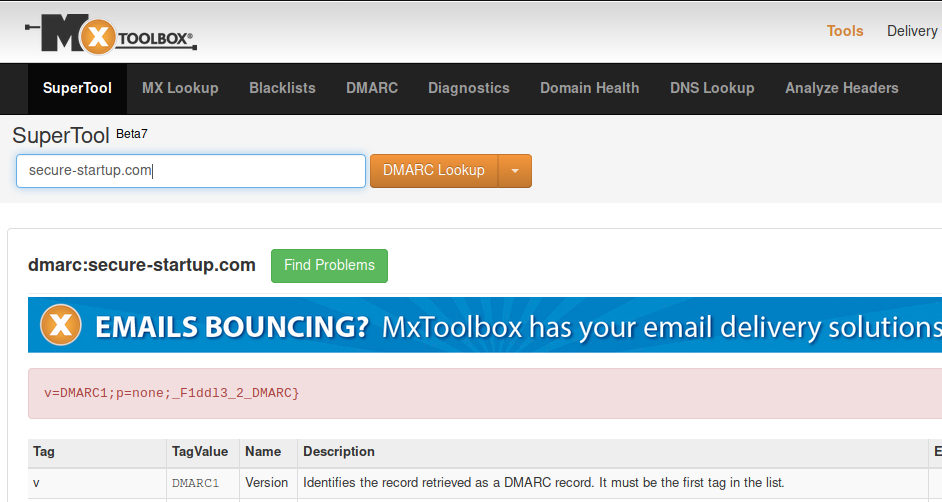 MX TOOLBOX®
Tools Delivery
SuperTool MX Lookup Blacklists DMARC Diagnostics Domain Health DNS Lookup Analyze Headers
SuperTool Beta7
secure-startup.com DMARC Lookup
dmarc:secure-startup.com Find Problems
X EMAILS BOUNCING? MxToolbox has your email delivery solutions
v=DMARC1;p=none;_F1ddl3_2_DMARC}
Tag TagValue Name Description E
v DMARC1 Version Identifies the record retrieved as a DMARC record. It must be the first tag in the list.